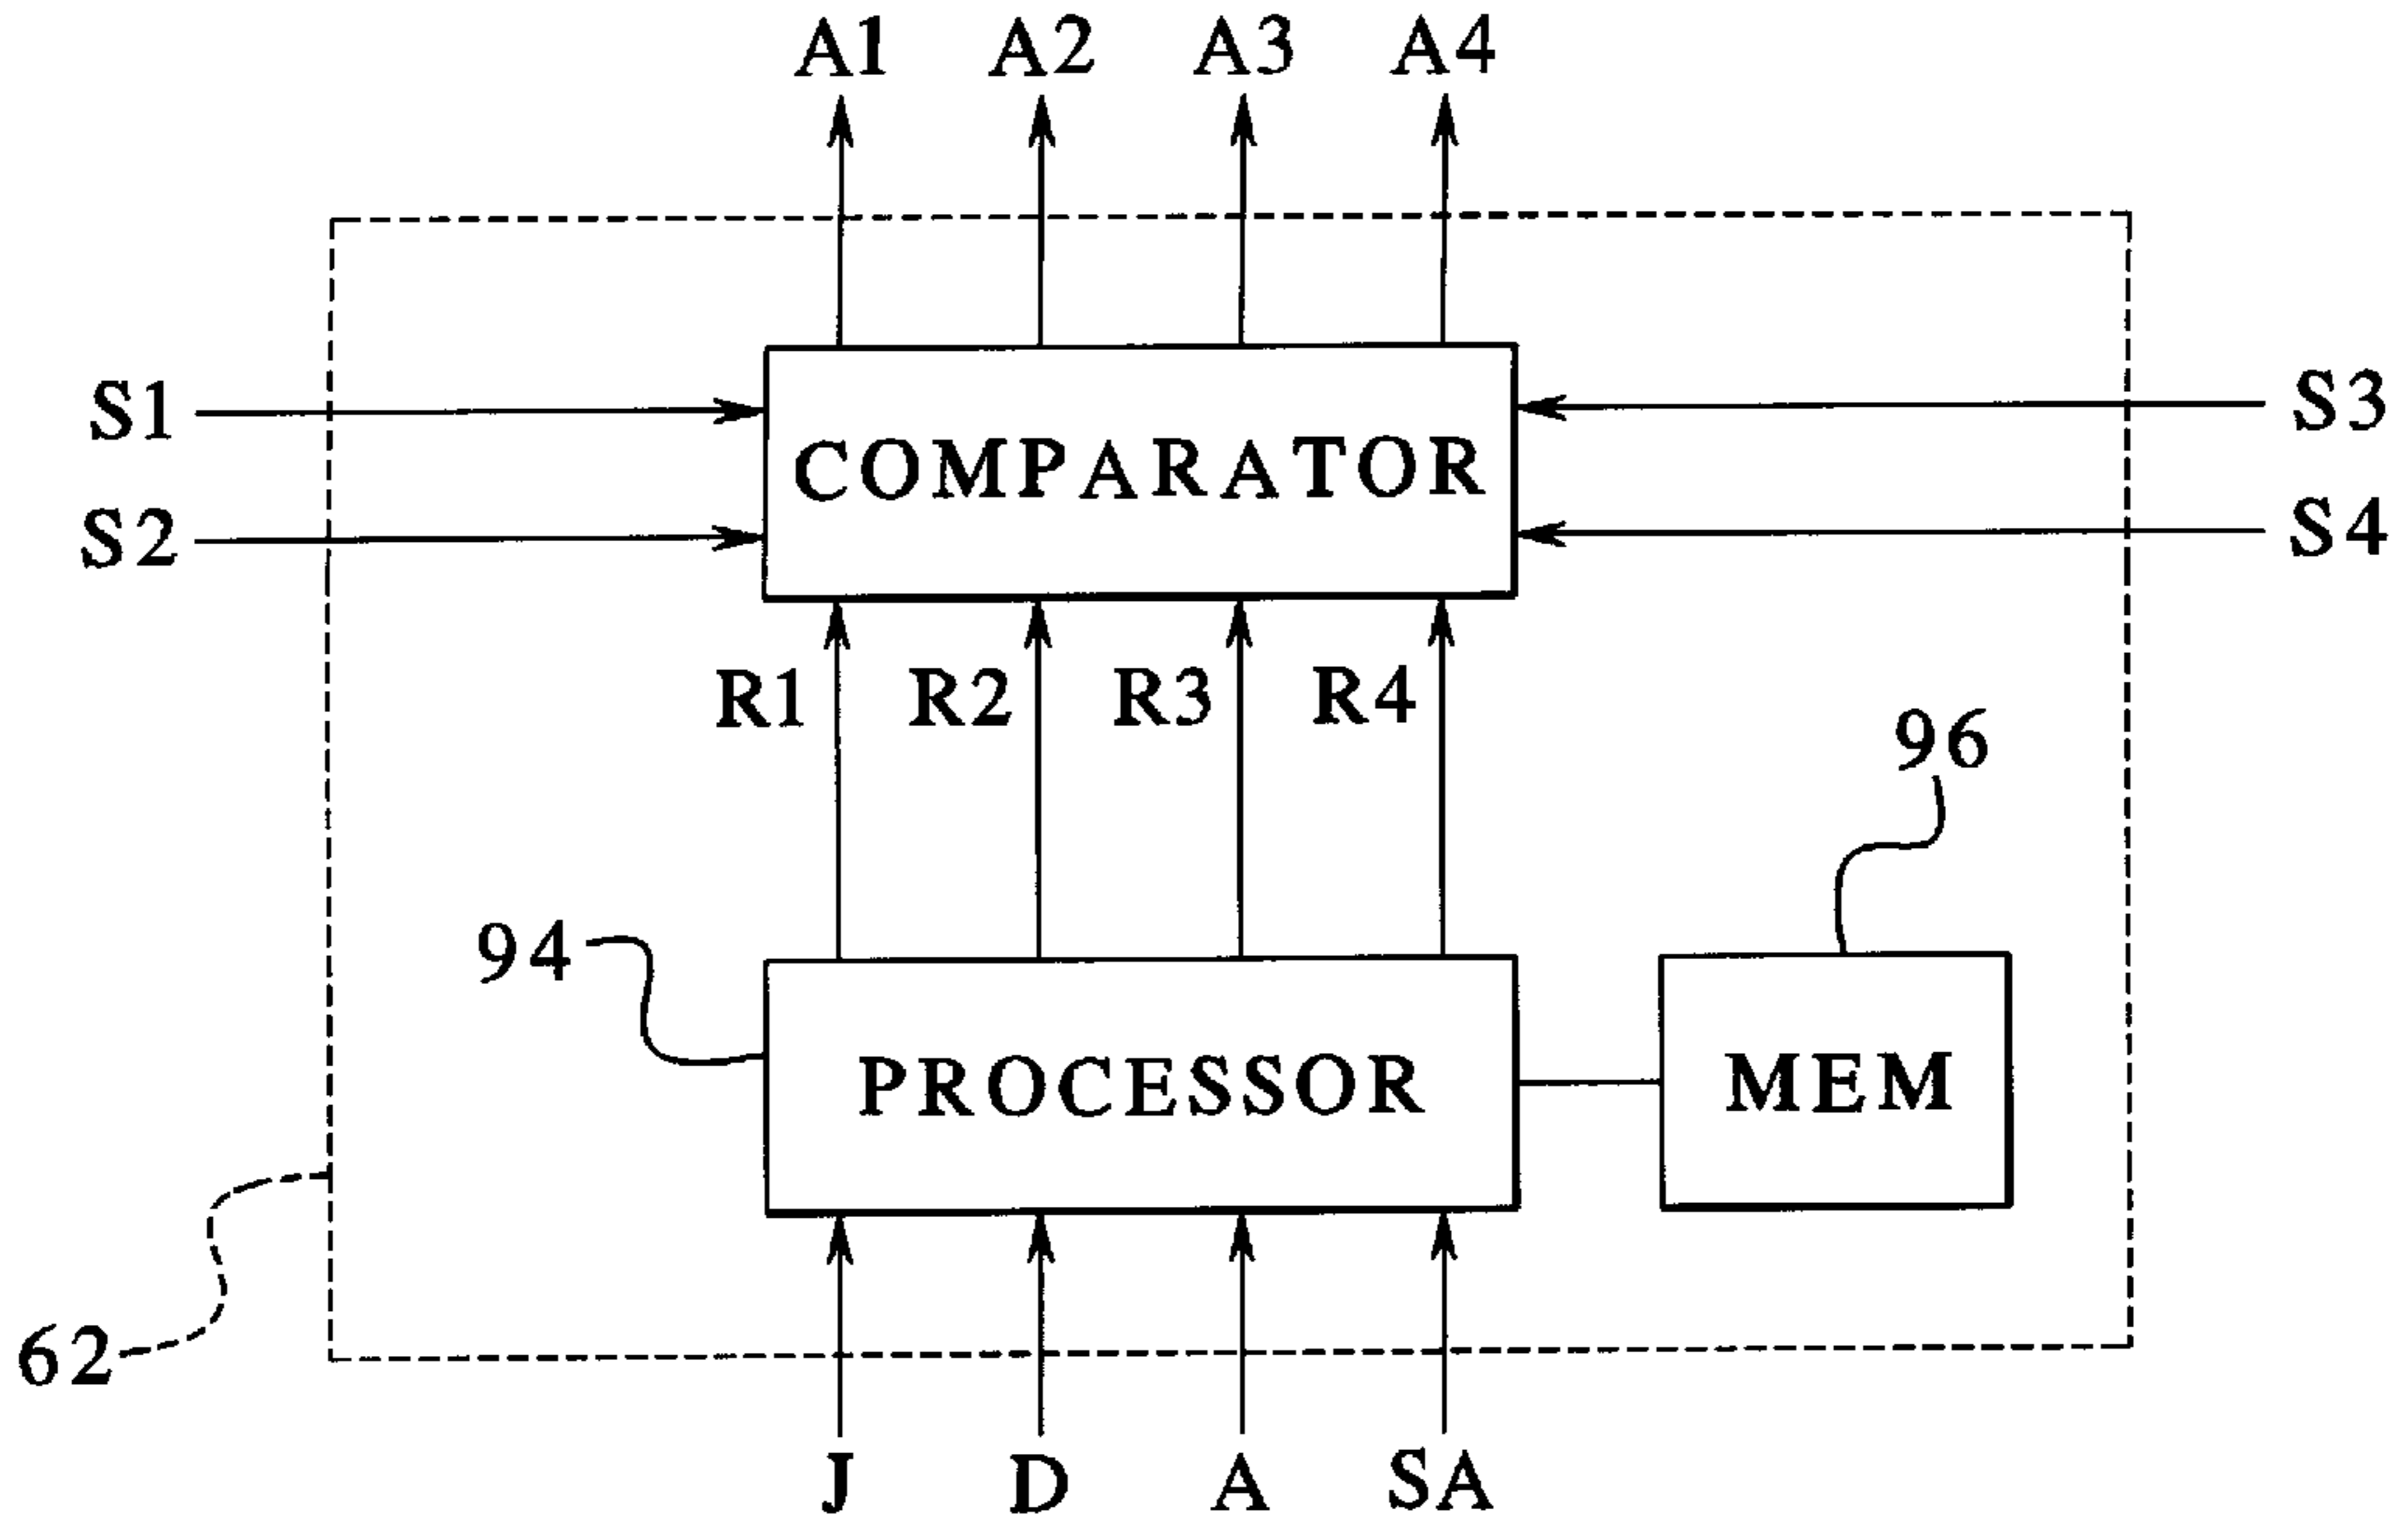 A1 A2 A3 A4
S1 S3
COMPARATOR
S2 S4
R1 R2 R3 R4
96
94
PROCESSOR MEM
62
J D A SA